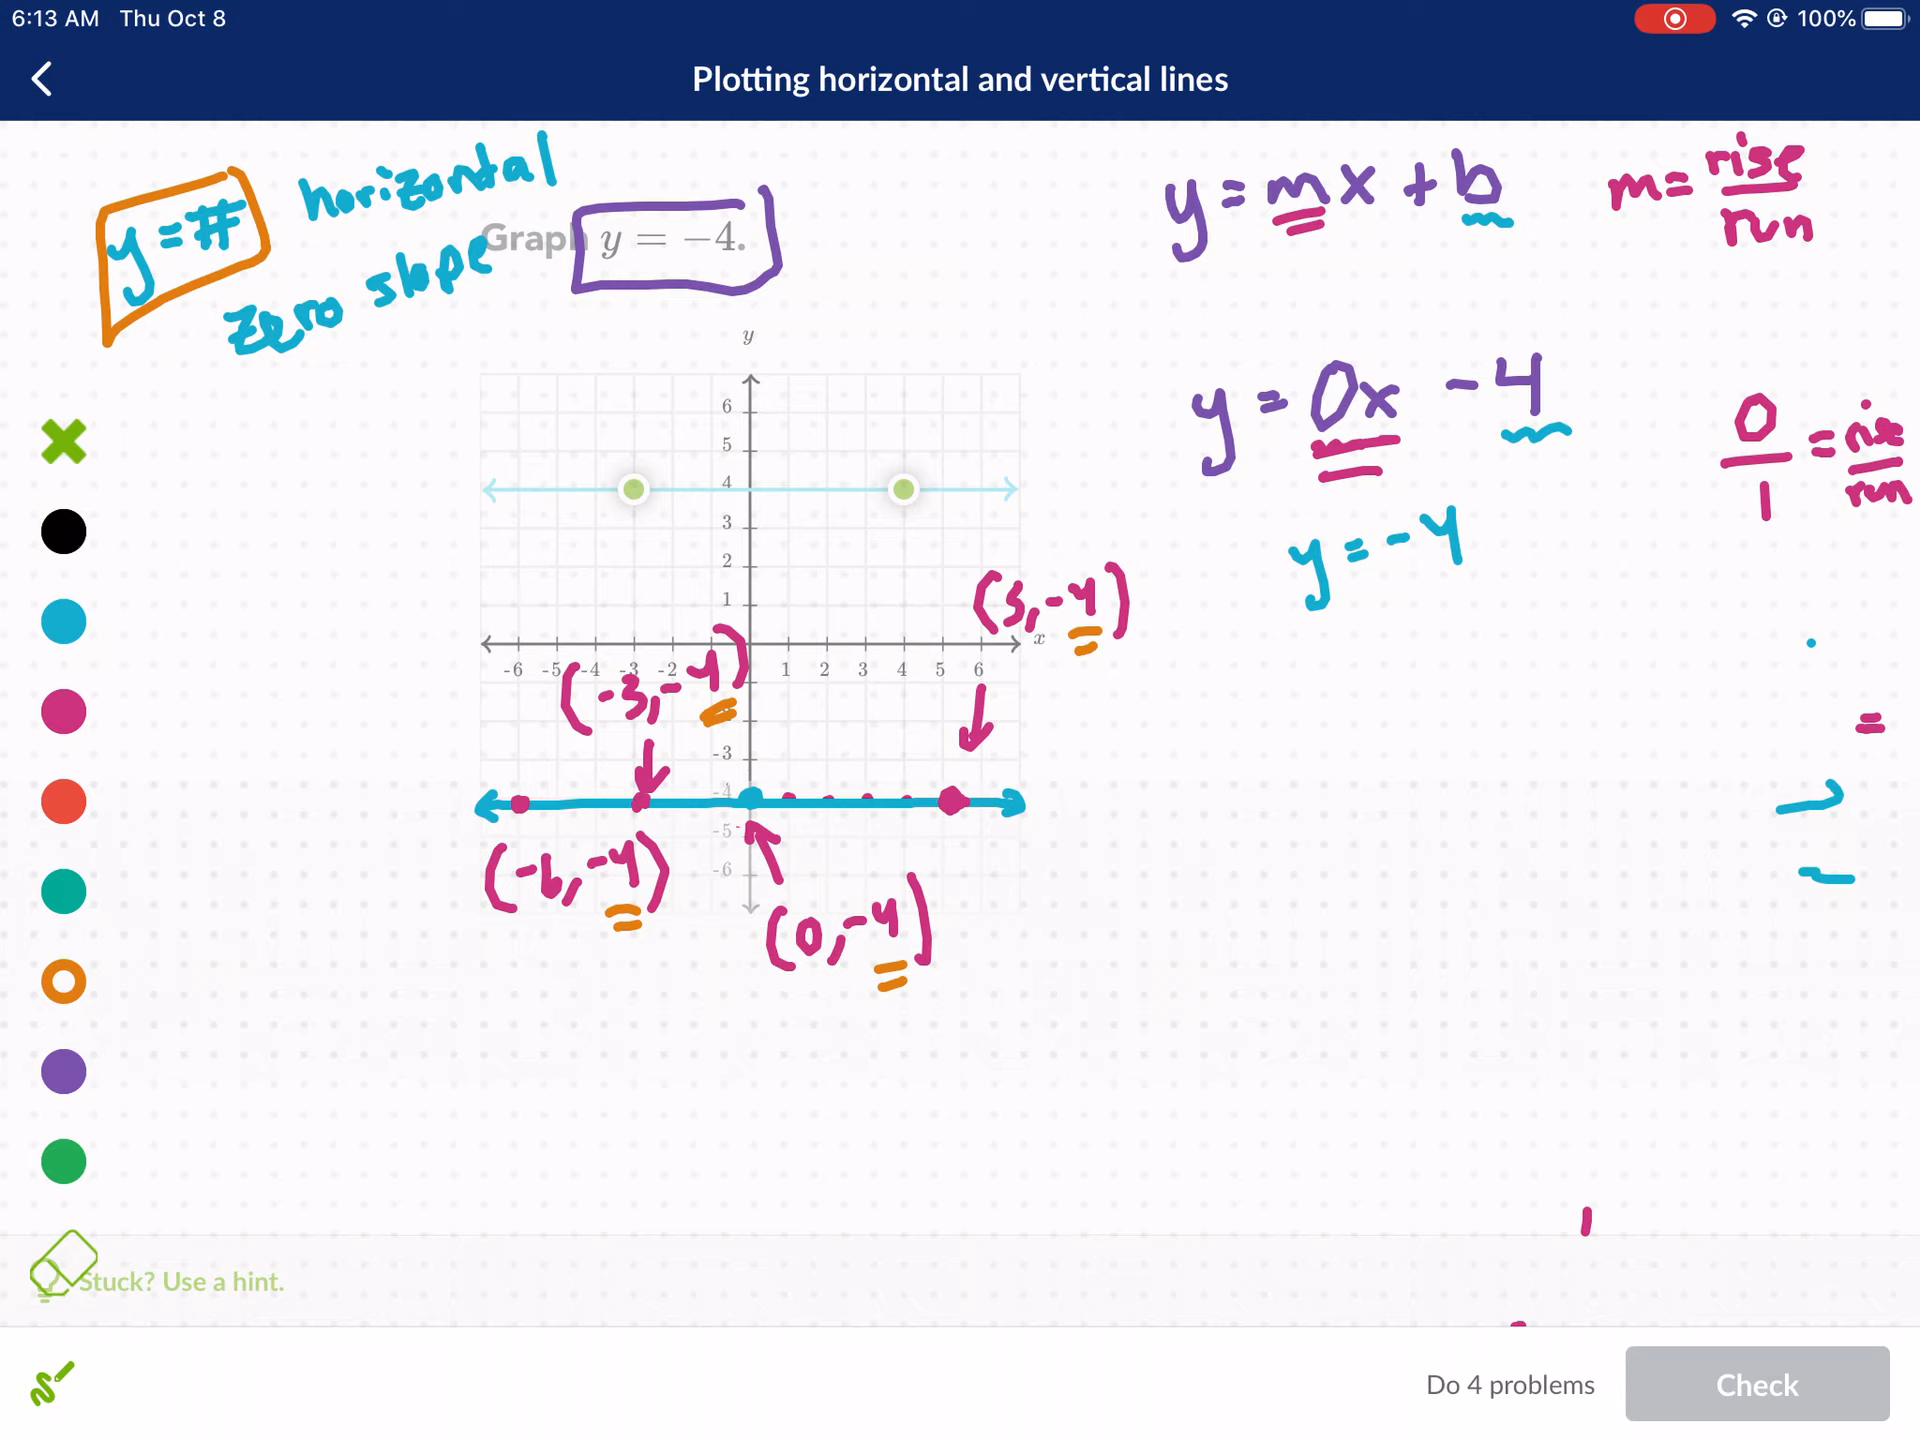 6:13 AM Thu Oct 8
100%
Plotting horizontal and vertical lines
y = # horizontal
zero slope
Graph y = −4.
y = mx + b
m = rise/run
y = 0x - 4
0/1 = rise/run
y = -4
y
6
5
4
3
2
1
(3, -4)
x
-6 -5 -4 -3 -2 1 2 3 4 5 6
(-3, -4)
-3
-4
-5
-6
(-6, -4)
(0, -4)
=
Stuck? Use a hint.
Do 4 problems
Check